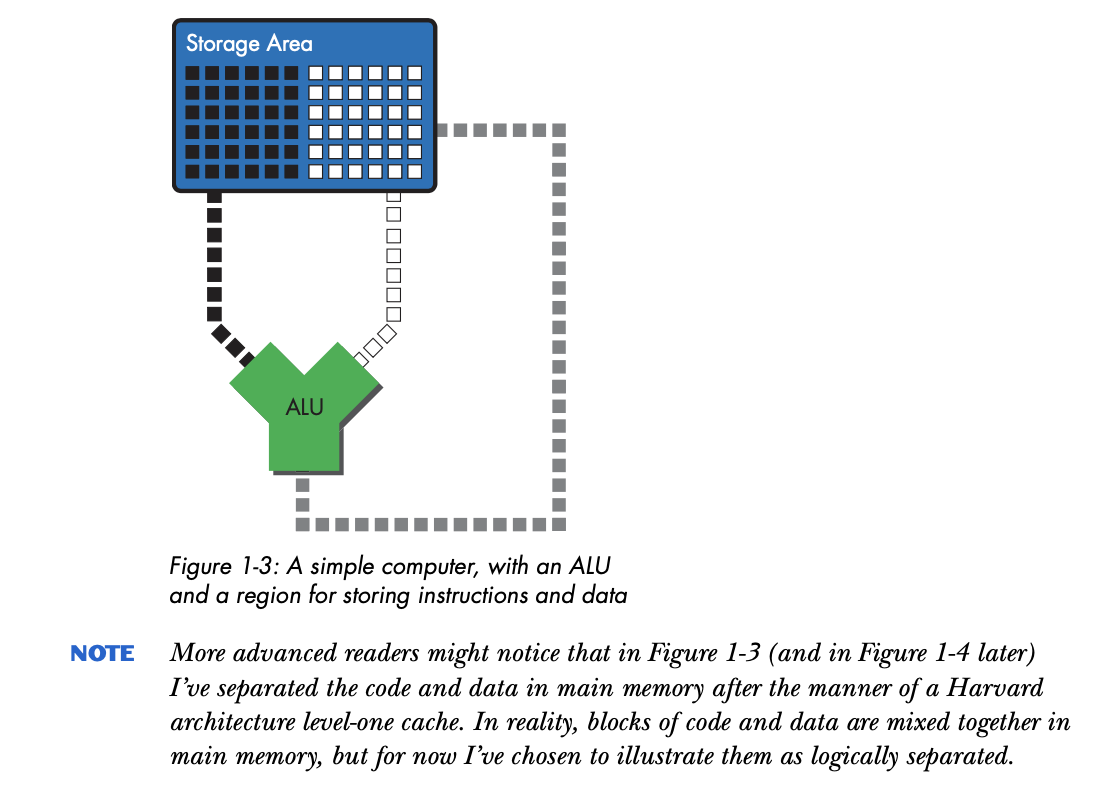 Storage Area
ALU
Figure 1-3: A simple computer, with an ALU
and a region for storing instructions and data
NOTE More advanced readers might notice that in Figure 1-3 (and in Figure 1-4 later)
I’ve separated the code and data in main memory after the manner of a Harvard
architecture level-one cache. In reality, blocks of code and data are mixed together in
main memory, but for now I’ve chosen to illustrate them as logically separated.